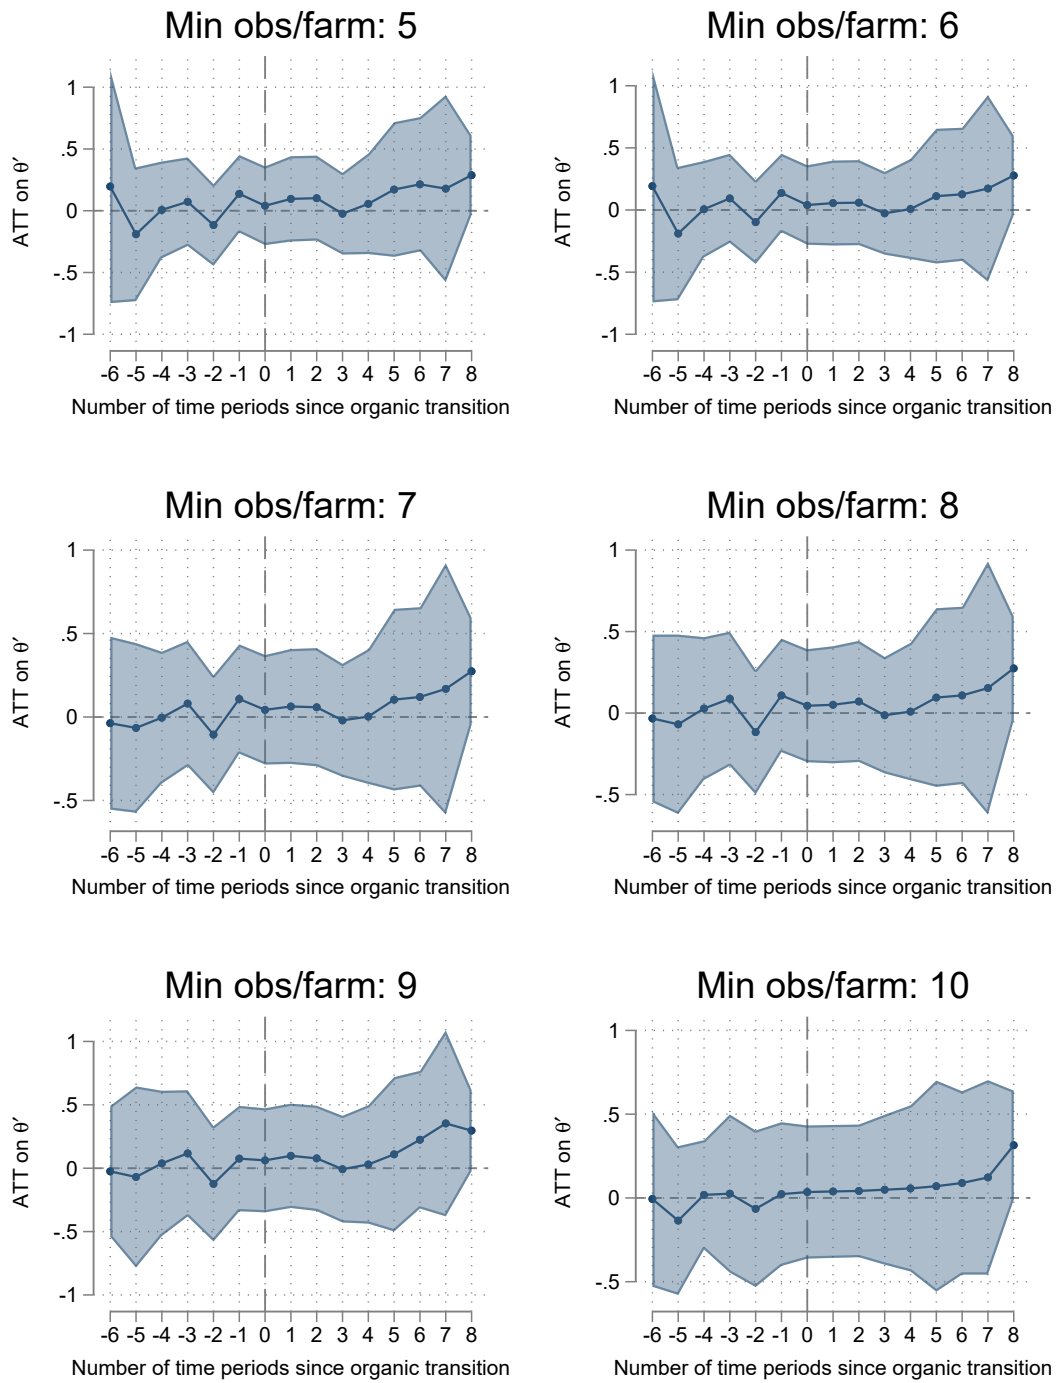 Min obs/farm: 5
ATT on θ′
1
.5
0
-.5
-1
-6 -5 -4 -3 -2 -1 0 1 2 3 4 5 6 7 8
Number of time periods since organic transition
Min obs/farm: 6
ATT on θ′
1
.5
0
-.5
-1
-6 -5 -4 -3 -2 -1 0 1 2 3 4 5 6 7 8
Number of time periods since organic transition
Min obs/farm: 7
ATT on θ′
1
.5
0
-.5
-6 -5 -4 -3 -2 -1 0 1 2 3 4 5 6 7 8
Number of time periods since organic transition
Min obs/farm: 8
ATT on θ′
1
.5
0
-.5
-6 -5 -4 -3 -2 -1 0 1 2 3 4 5 6 7 8
Number of time periods since organic transition
Min obs/farm: 9
ATT on θ′
1
.5
0
-.5
-1
-6 -5 -4 -3 -2 -1 0 1 2 3 4 5 6 7 8
Number of time periods since organic transition
Min obs/farm: 10
ATT on θ′
1
.5
0
-.5
-6 -5 -4 -3 -2 -1 0 1 2 3 4 5 6 7 8
Number of time periods since organic transition